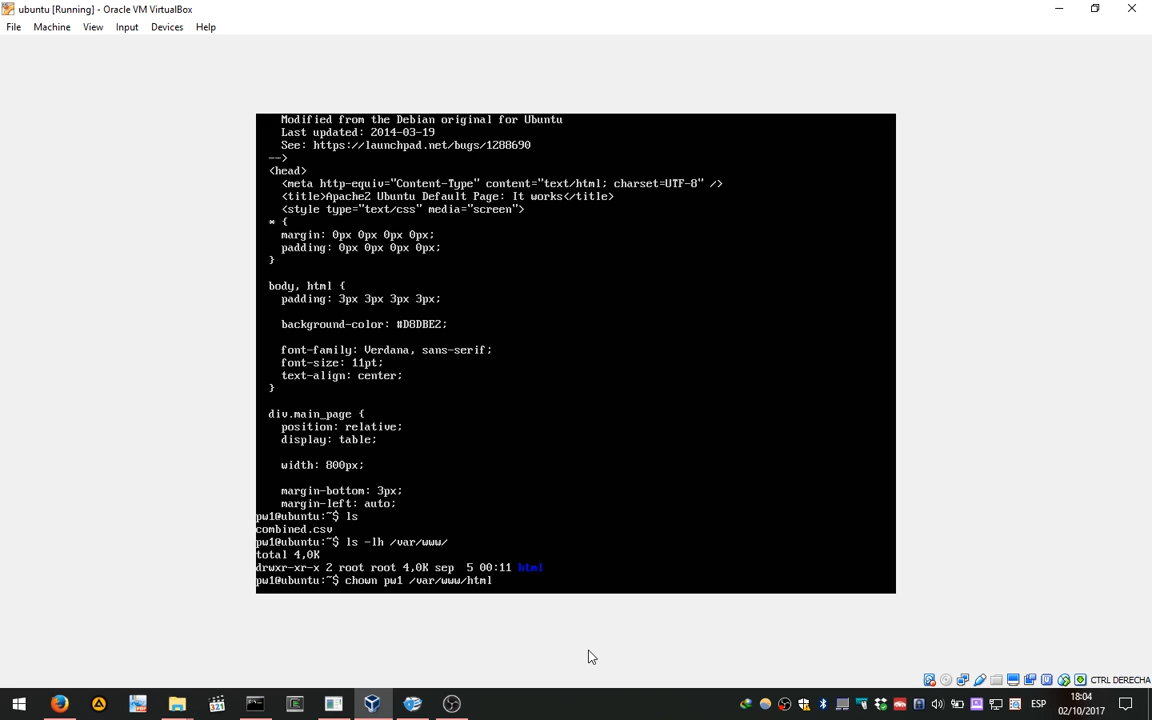 ubuntu [Running] - Oracle VM VirtualBox
File Machine View Input Devices Help
Modified from the Debian original for Ubuntu
Last updated: 2014-03-19
See: https://launchpad.net/bugs/1288690
-->
<head>
<meta http-equiv="Content-Type" content="text/html; charset=UTF-8" />
<title>Apache2 Ubuntu Default Page: It works</title>
<style type="text/css" media="screen">
* {
margin: 0px 0px 0px 0px;
padding: 0px 0px 0px 0px;
}
body, html {
padding: 3px 3px 3px 3px;
background-color: #D8DBE2;
font-family: Verdana, sans-serif;
font-size: 11pt;
text-align: center;
}
div.main_page {
position: relative;
display: table;
width: 800px;
margin-bottom: 3px;
margin-left: auto;
pw1@ubuntu:~$ ls
combined.csv
pw1@ubuntu:~$ ls -lh /var/www/
total 4,0K
drwxr-xr-x 2 root root 4,0K sep  5 00:11 html
pw1@ubuntu:~$ chown pw1 /var/www/html
CTRL DERECHA
321
ESP
18:04
02/10/2017